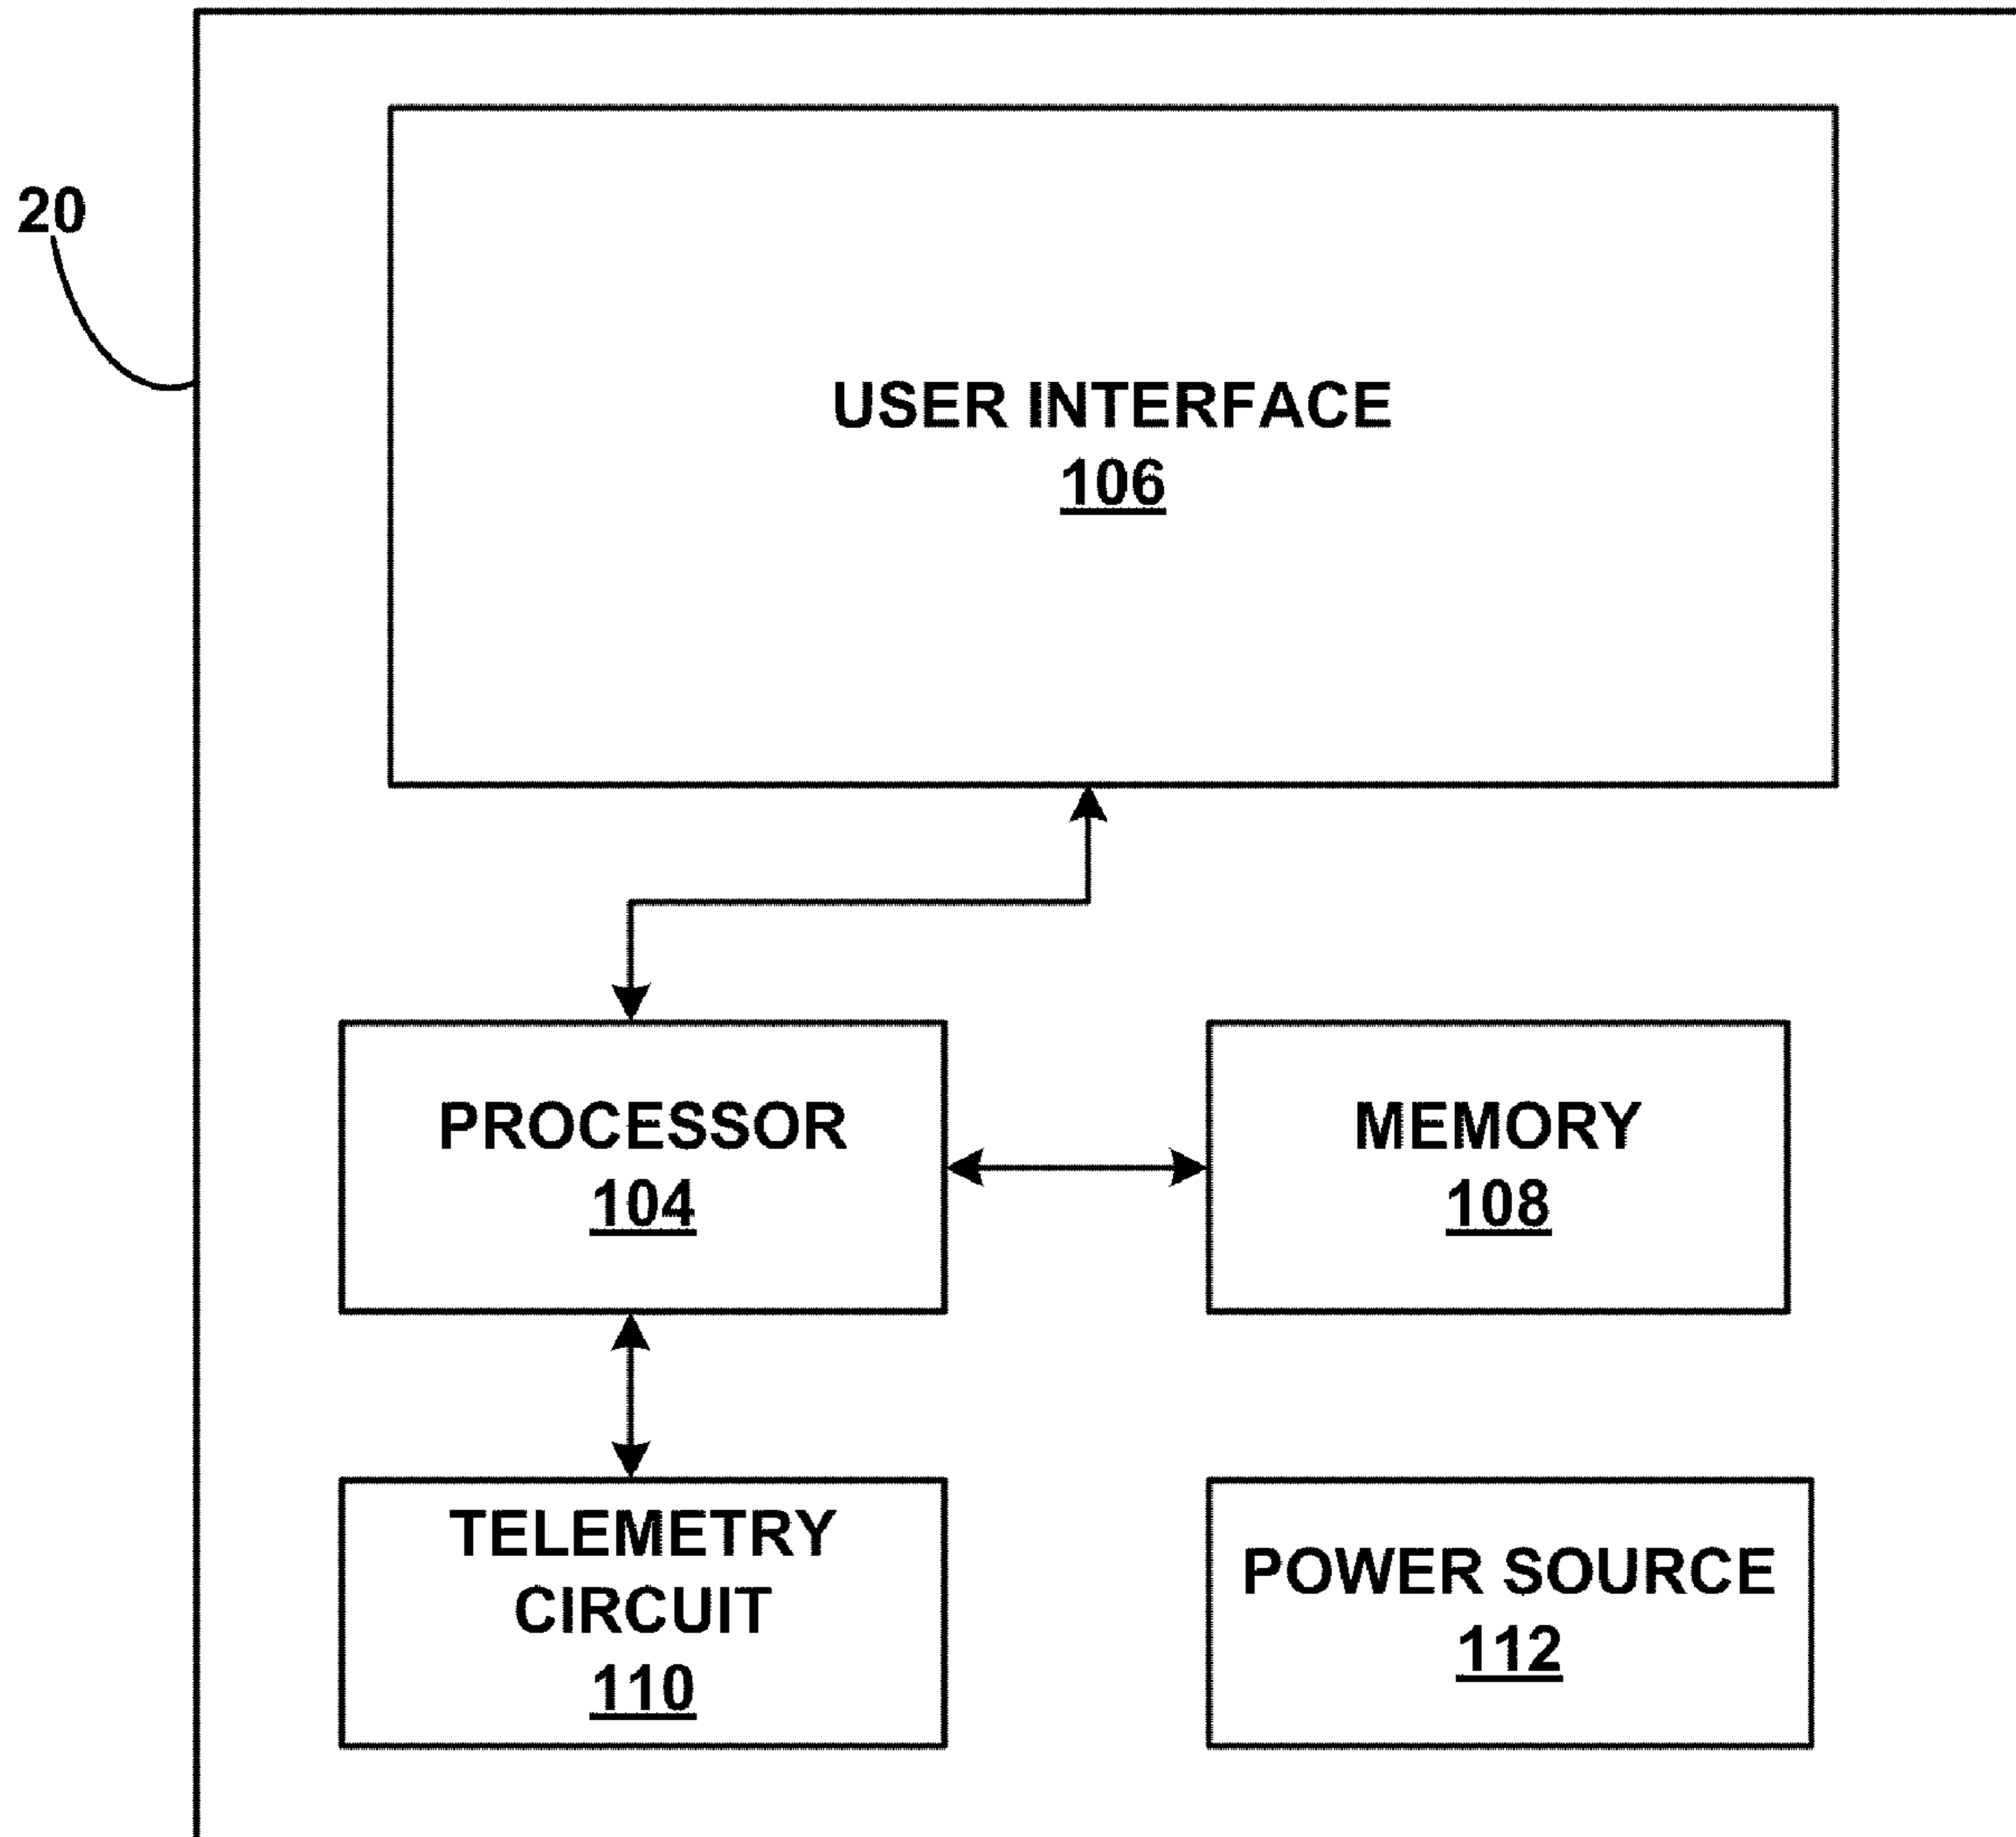 20
USER INTERFACE
106
PROCESSOR
104
MEMORY
108
TELEMETRY
CIRCUIT
110
POWER SOURCE
112